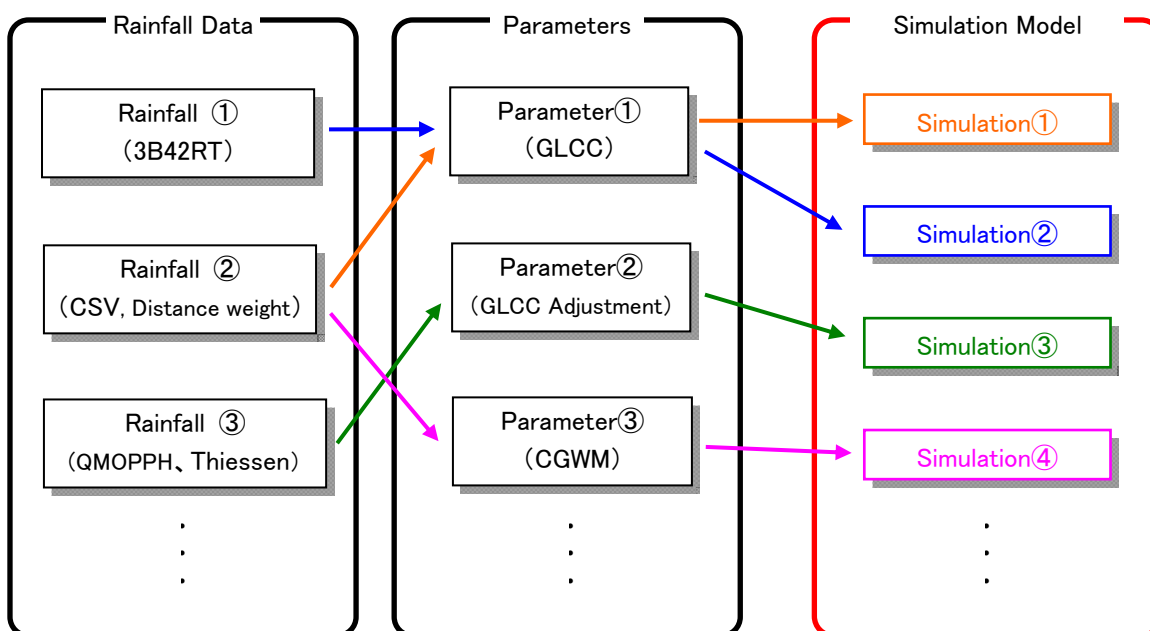 Rainfall Data
Rainfall ①
(3B42RT)
Rainfall ②
(CSV, Distance weight)
Rainfall ③
(QMOPPH、Thiessen)
Parameters
Parameter①
(GLCC)
Parameter②
(GLCC Adjustment)
Parameter③
(CGWM)
Simulation Model
Simulation①
Simulation②
Simulation③
Simulation④